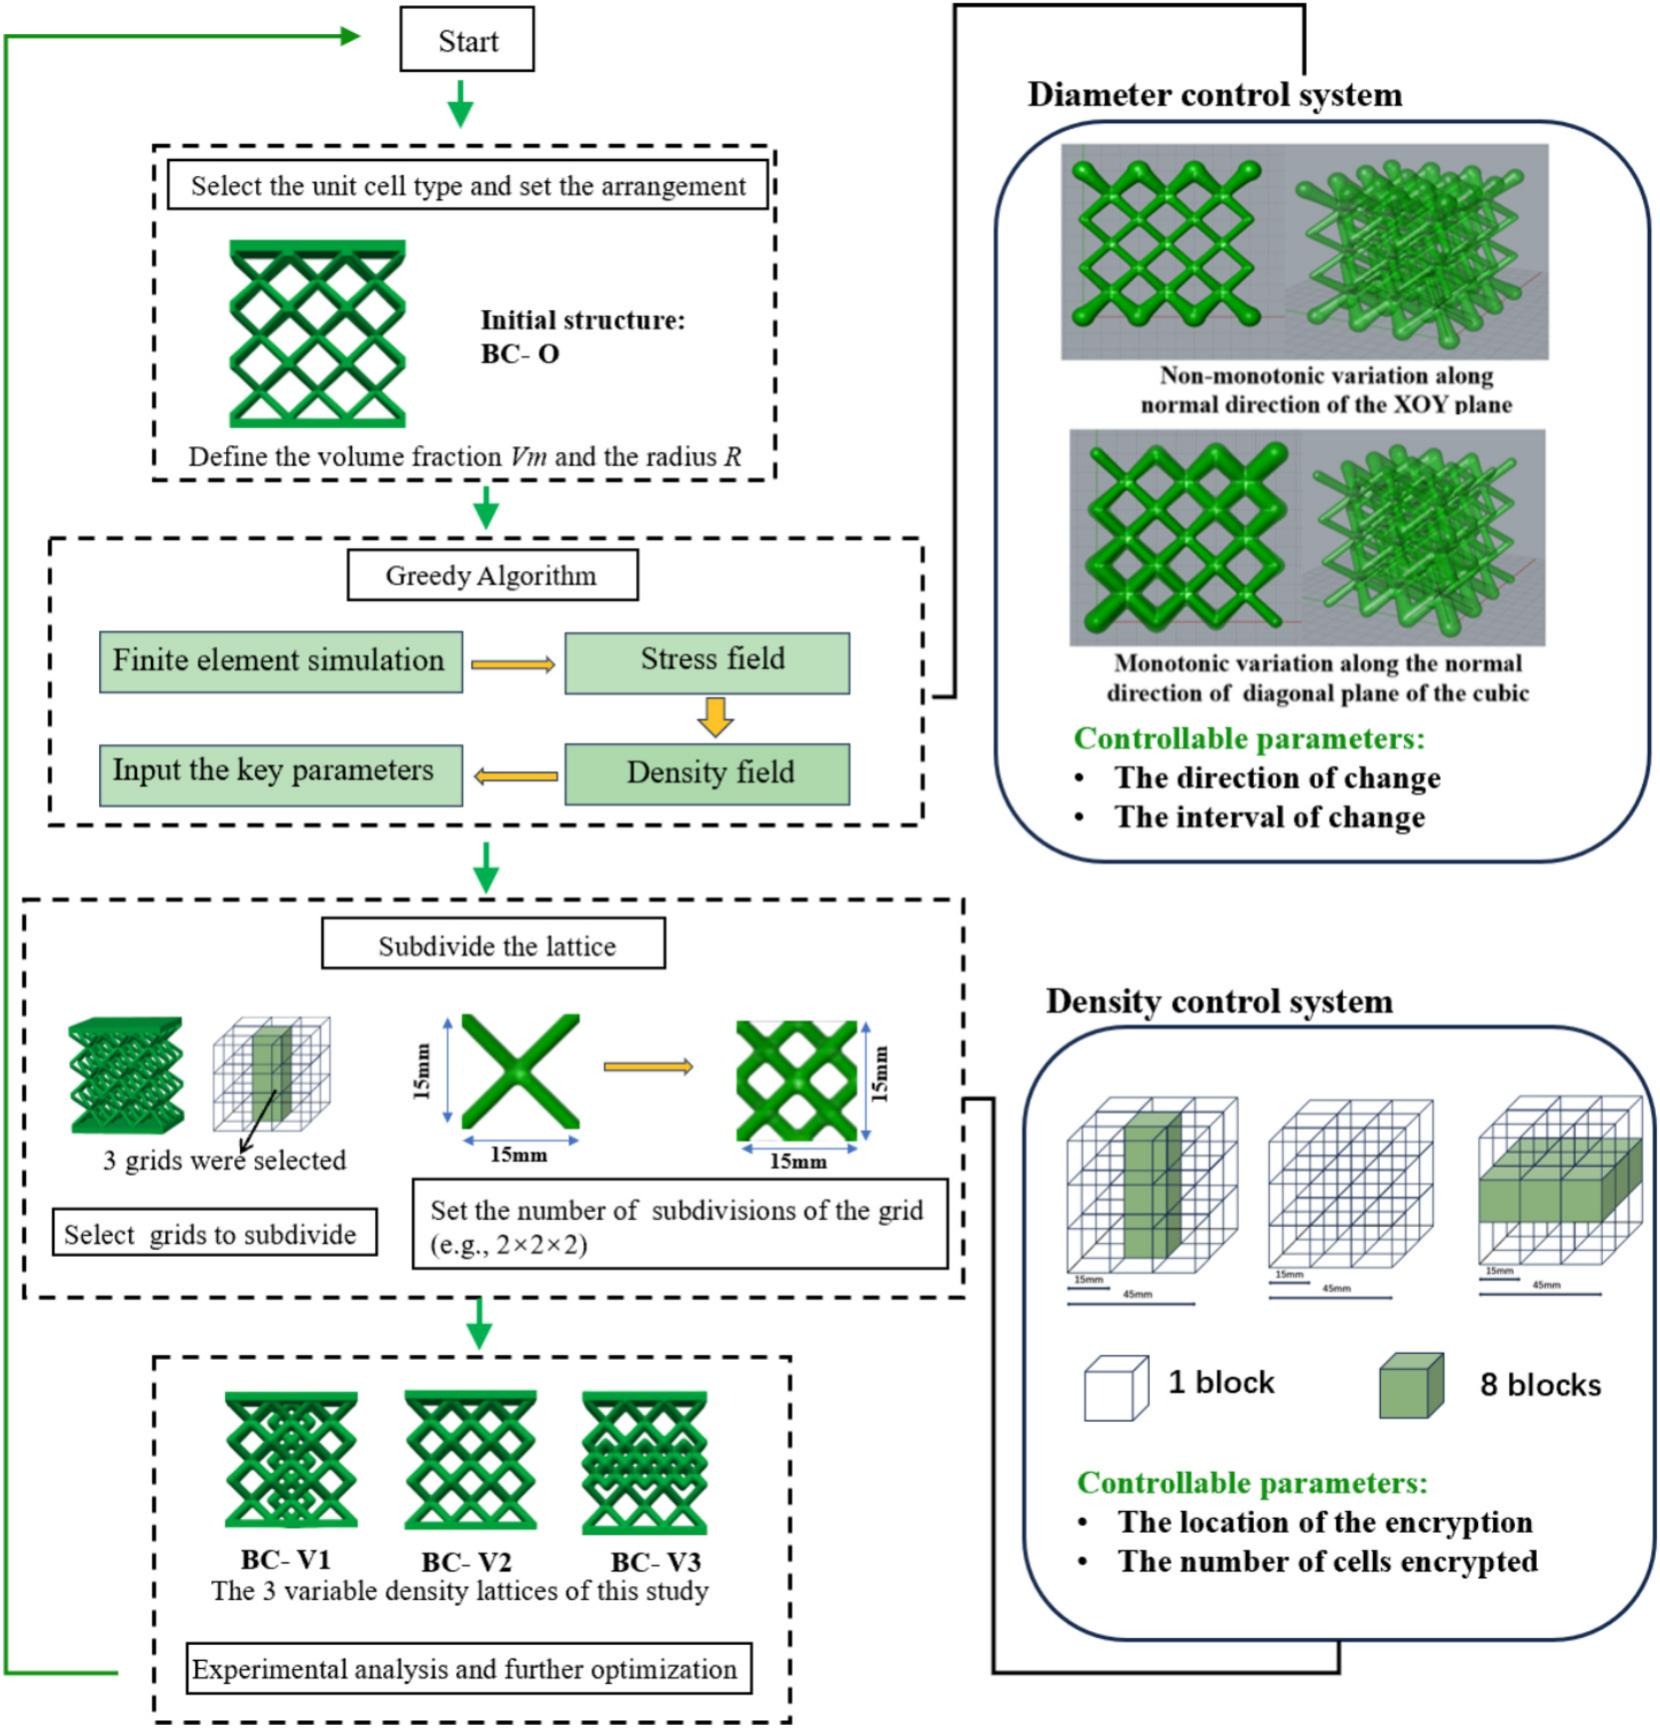 Start
Select the unit cell type and set the arrangement
Initial structure:
BC- O
Define the volume fraction Vm and the radius R
Greedy Algorithm
Finite element simulation
Stress field
Input the key parameters
Density field
Subdivide the lattice
15mm
15mm
15mm
15mm
3 grids were selected
Select grids to subdivide
Set the number of subdivisions of the grid
(e.g., 2×2×2)
BC- V1
BC- V2
BC- V3
The 3 variable density lattices of this study
Experimental analysis and further optimization
Diameter control system
Non-monotonic variation along
normal direction of the XOY plane
Monotonic variation along the normal
direction of diagonal plane of the cubic
Controllable parameters:
• The direction of change
• The interval of change
Density control system
15mm
45mm
15mm
45mm
15mm
45mm
1 block
8 blocks
Controllable parameters:
• The location of the encryption
• The number of cells encrypted